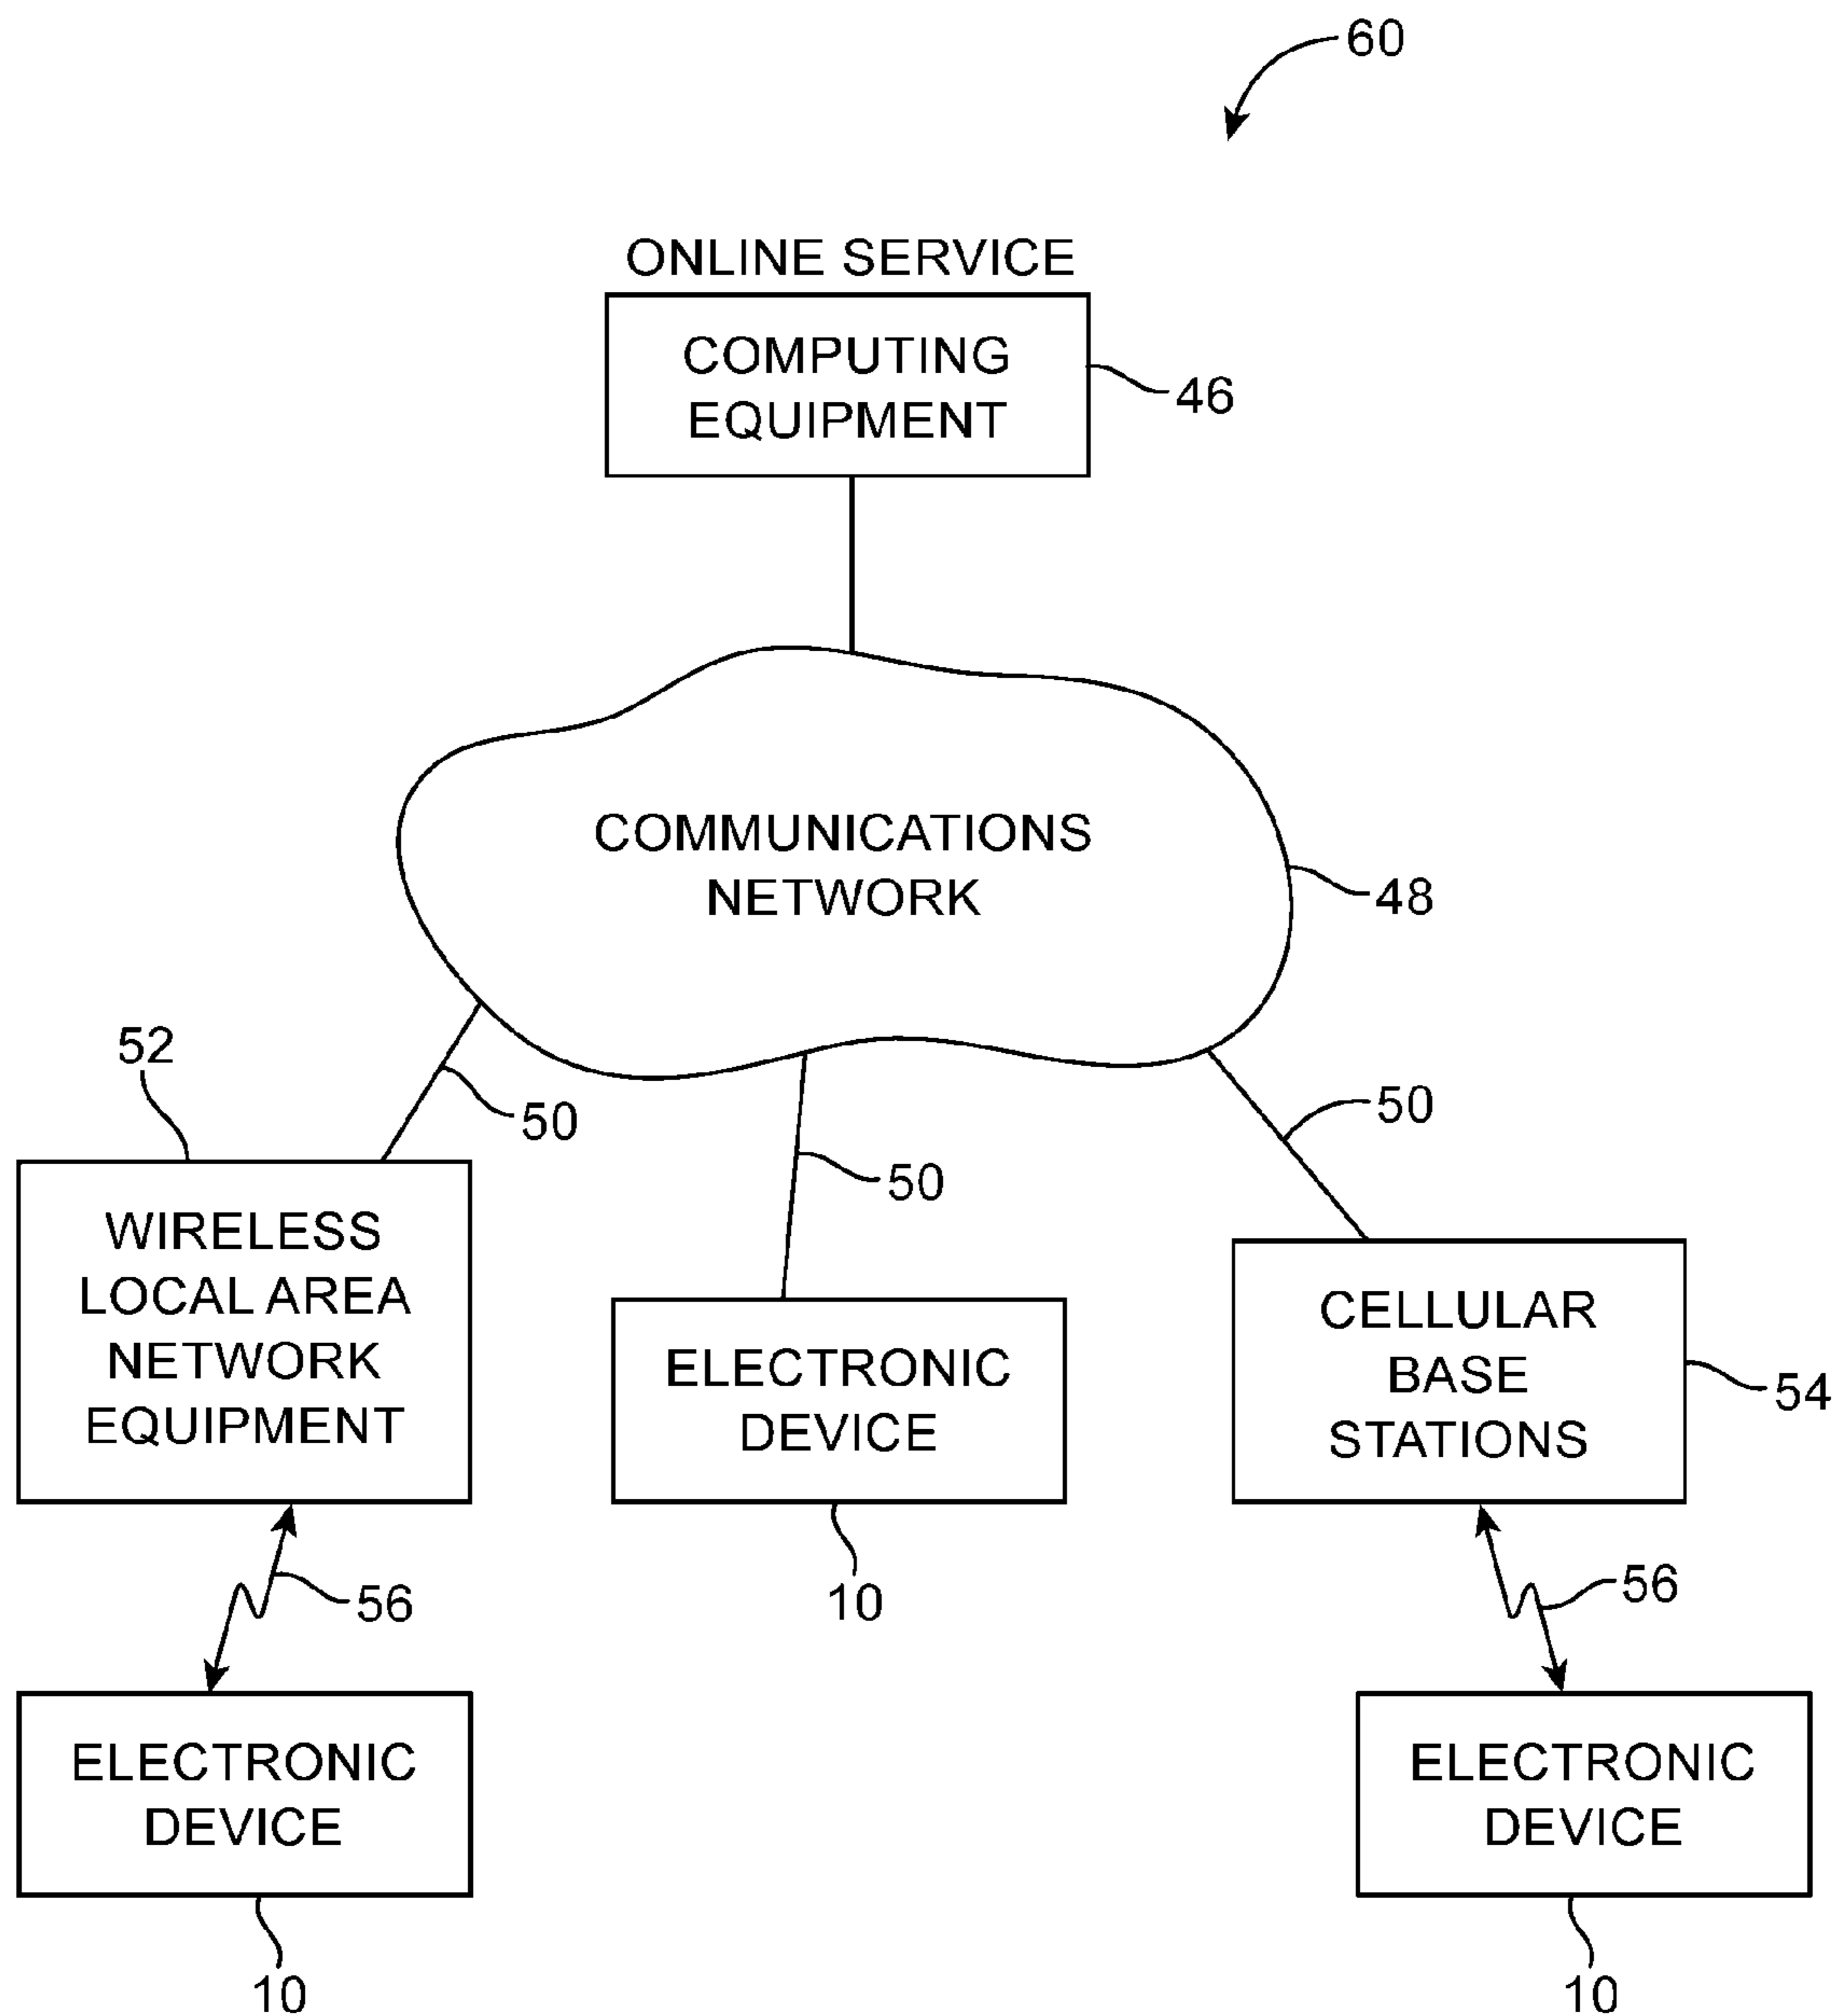 60
ONLINE SERVICE
COMPUTING
EQUIPMENT
46
COMMUNICATIONS
NETWORK
48
52
50
50
50
WIRELESS
LOCAL AREA
NETWORK
EQUIPMENT
ELECTRONIC
DEVICE
CELLULAR
BASE
STATIONS
54
56
10
56
ELECTRONIC
DEVICE
ELECTRONIC
DEVICE
10
10